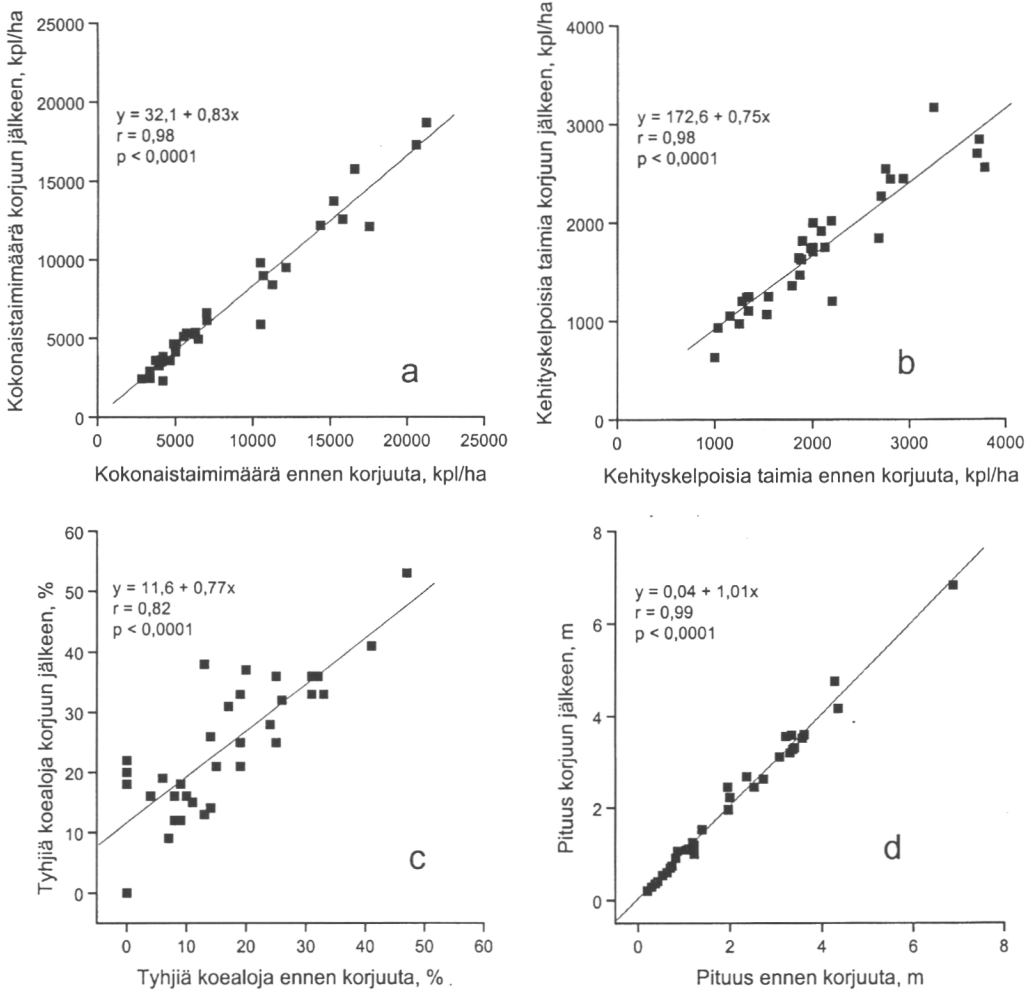 Kokonaistaimimäärä korjuun jälkeen, kpl/ha
25000
20000
15000
10000
5000
0
y = 32,1 + 0,83x
r = 0,98
p < 0,0001
a
0
5000
10000
15000
20000
25000
Kokonaistaimimäärä ennen korjuuta, kpl/ha
Kehityskelpoisia taimia korjuun jälkeen, kpl/ha
4000
3000
2000
1000
0
y = 172,6 + 0,75x
r = 0,98
p < 0,0001
b
0
1000
2000
3000
4000
Kehityskelpoisia taimia ennen korjuuta, kpl/ha
Tyhjiä koealoja korjuun jälkeen, %
60
50
40
30
20
10
0
y = 11,6 + 0,77x
r = 0,82
p < 0,0001
c
0
10
20
30
40
50
60
Tyhjiä koealoja ennen korjuuta, %
Pituus korjuun jälkeen, m
8
6
4
2
0
y = 0,04 + 1,01x
r = 0,99
p < 0,0001
d
0
2
4
6
8
Pituus ennen korjuuta, m